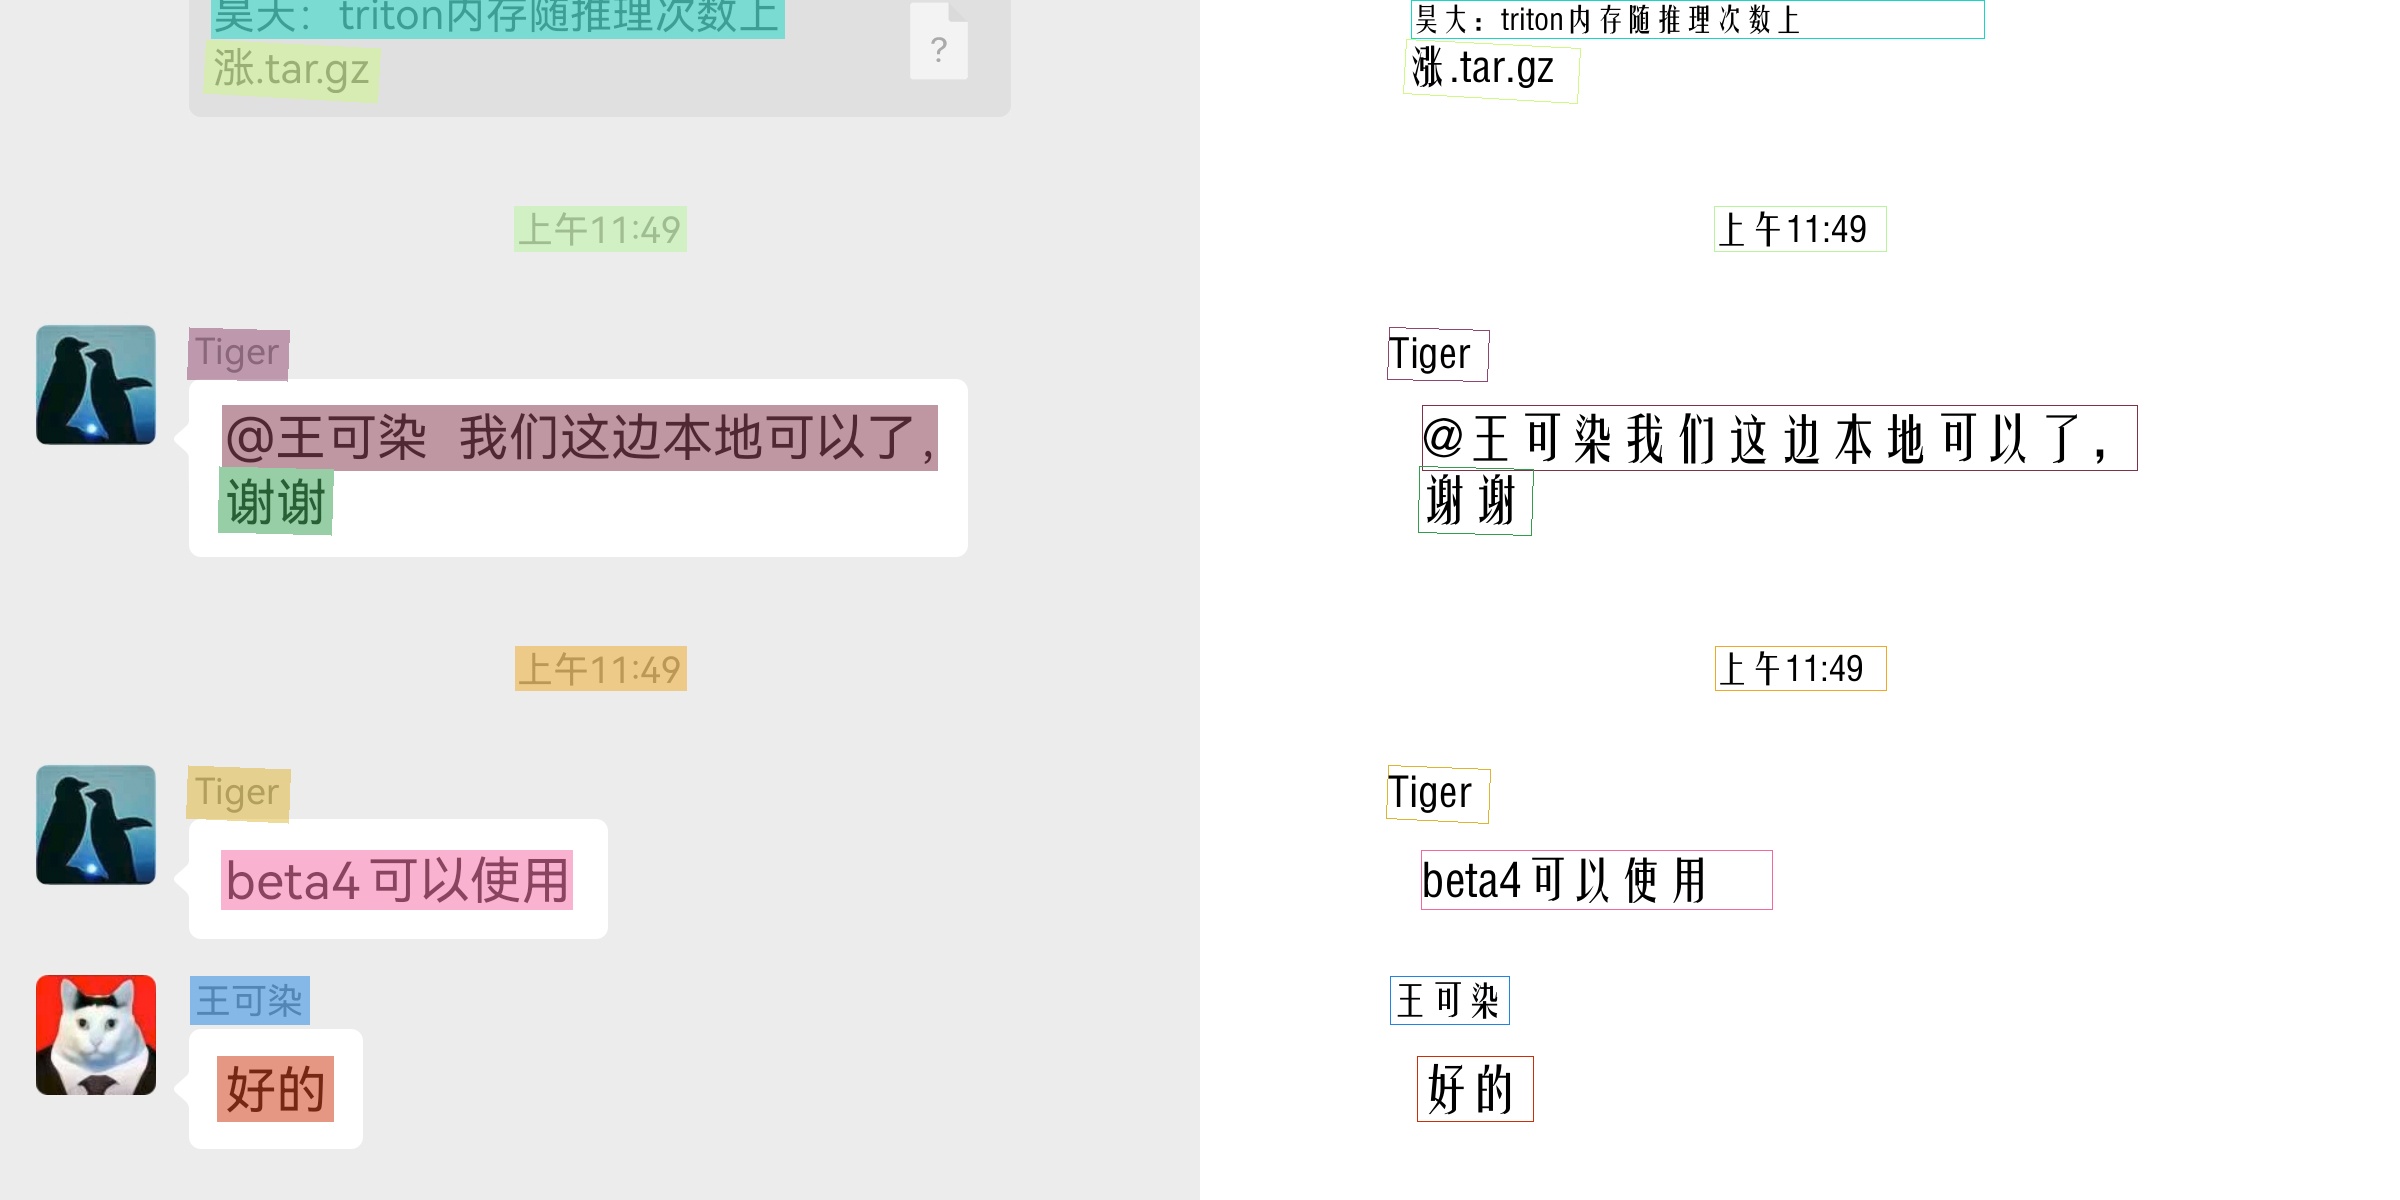 昊大：triton内存随推理次数上
涨.tar.gz
?
上午11:49
Tiger
@王可染 我们这边本地可以了,
谢谢
上午11:49
Tiger
beta4 可以使用
王可染
好的
昊大：triton内存随推理次数上
涨.tar.gz
上午11:49
Tiger
@王可染我们这边本地可以了，
谢谢
上午11:49
Tiger
beta4可以使用
王可染
好的